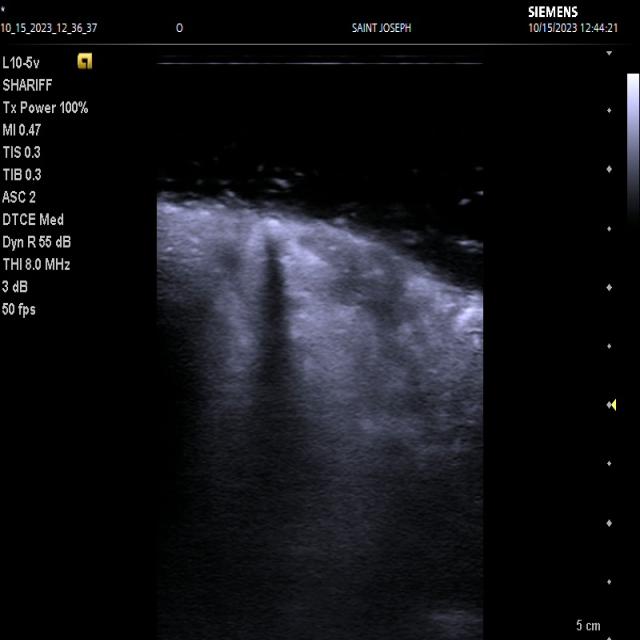 SIEMENS
10_15_2023_12_36_37 O SAINT JOSEPH 10/15/2023 12:44:21
L10-5v
SHARIFF
Tx Power 100%
MI 0.47
TIS 0.3
TIB 0.3
ASC 2
DTCE Med
Dyn R 55 dB
THI 8.0 MHz
3 dB
50 fps
5 cm